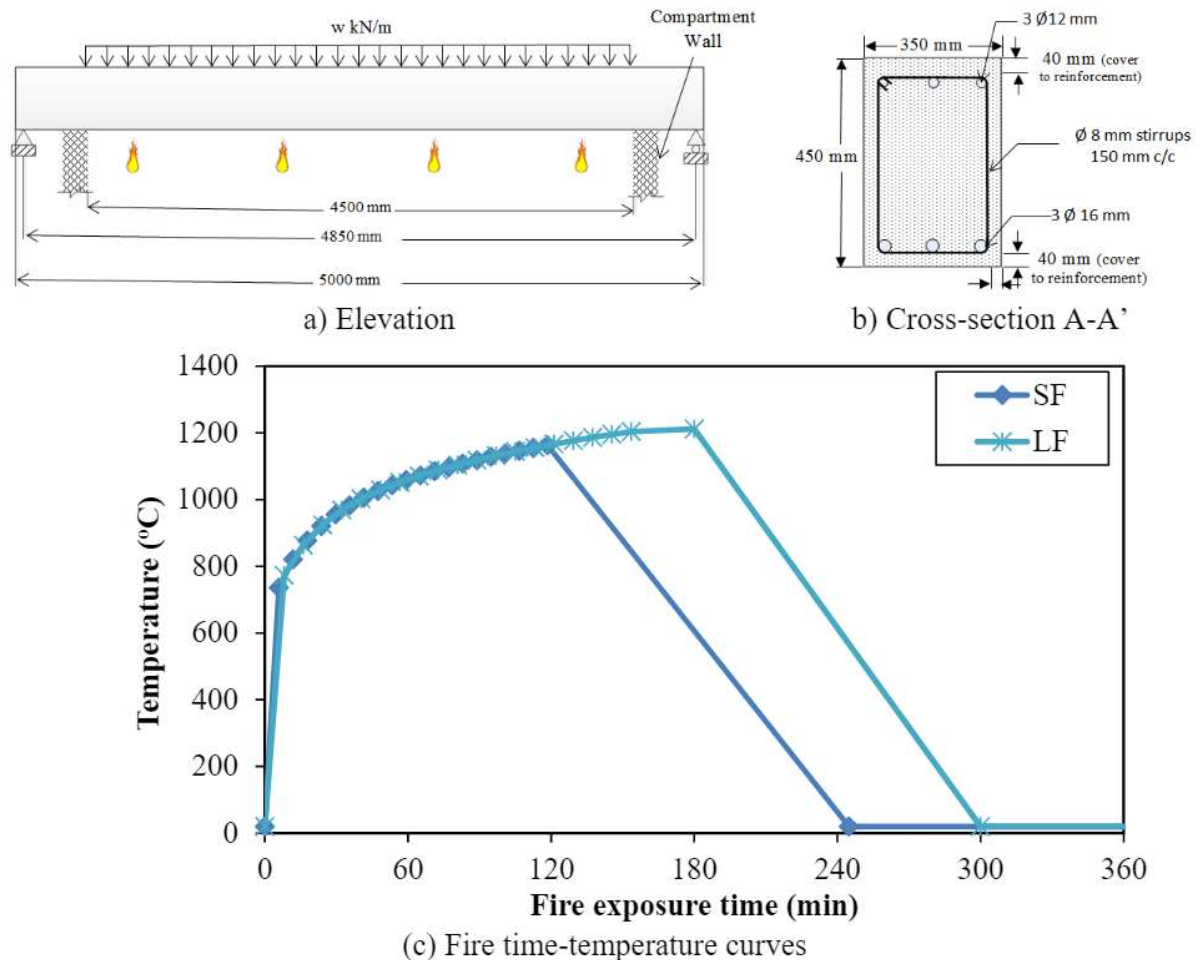 w kN/m
Compartment
Wall
4500 mm
4850 mm
5000 mm
a) Elevation
3 Ø12 mm
350 mm
40 mm (cover
to reinforcement)
450 mm
Ø 8 mm stirrups
150 mm c/c
3 Ø 16 mm
40 mm (cover
to reinforcement)
b) Cross-section A-A’
SF
LF
Temperature (ºC)
1400
1200
1000
800
600
400
200
0
0 60 120 180 240 300 360
Fire exposure time (min)
(c) Fire time-temperature curves